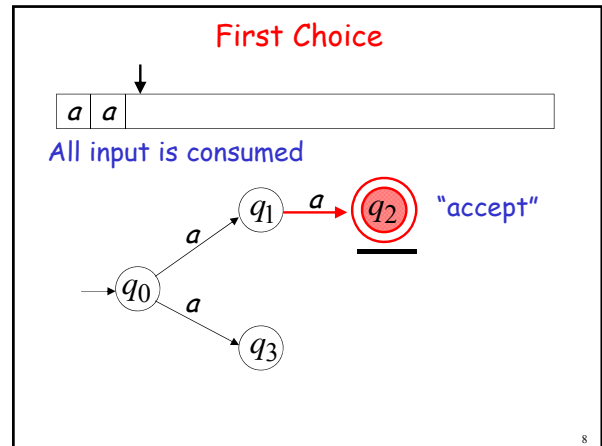 First Choice
a a
All input is consumed
q1 a q2 "accept"
a
q0
a
q3
8